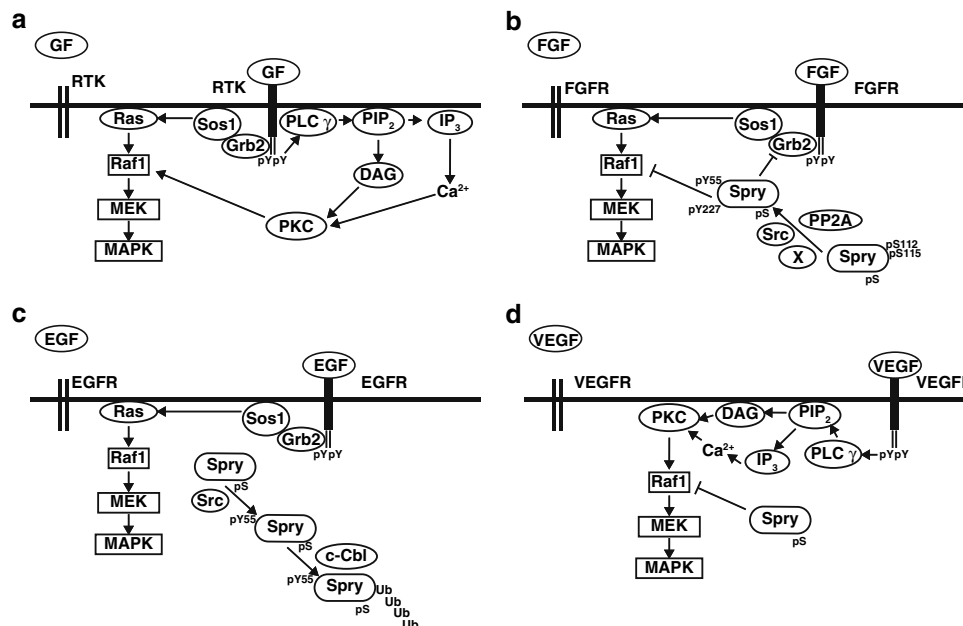 a
GF
RTK
RTK
GF
Ras
Sos1
Grb2
pYpY
PLC γ
PIP2
IP3
Raf1
DAG
Ca2+
MEK
PKC
MAPK
b
FGF
FGFR
FGF
FGFR
Ras
Sos1
Grb2
pYpY
Raf1
pY55
Spry
pY227
pS
MEK
PP2A
Src
X
Spry
pS112
pS115
pS
MAPK
c
EGF
EGFR
EGF
EGFR
Ras
Sos1
Grb2
pYpY
Raf1
Spry
pS
Src
MEK
pY55
Spry
pS
MAPK
c-Cbl
pY55
Spry
pS
Ub
Ub
Ub
Ub
d
VEGF
VEGFR
VEGF
VEGFR
PKC
DAG
PIP2
Ca2+
IP3
PLC γ
pYpY
Raf1
Spry
pS
MEK
MAPK